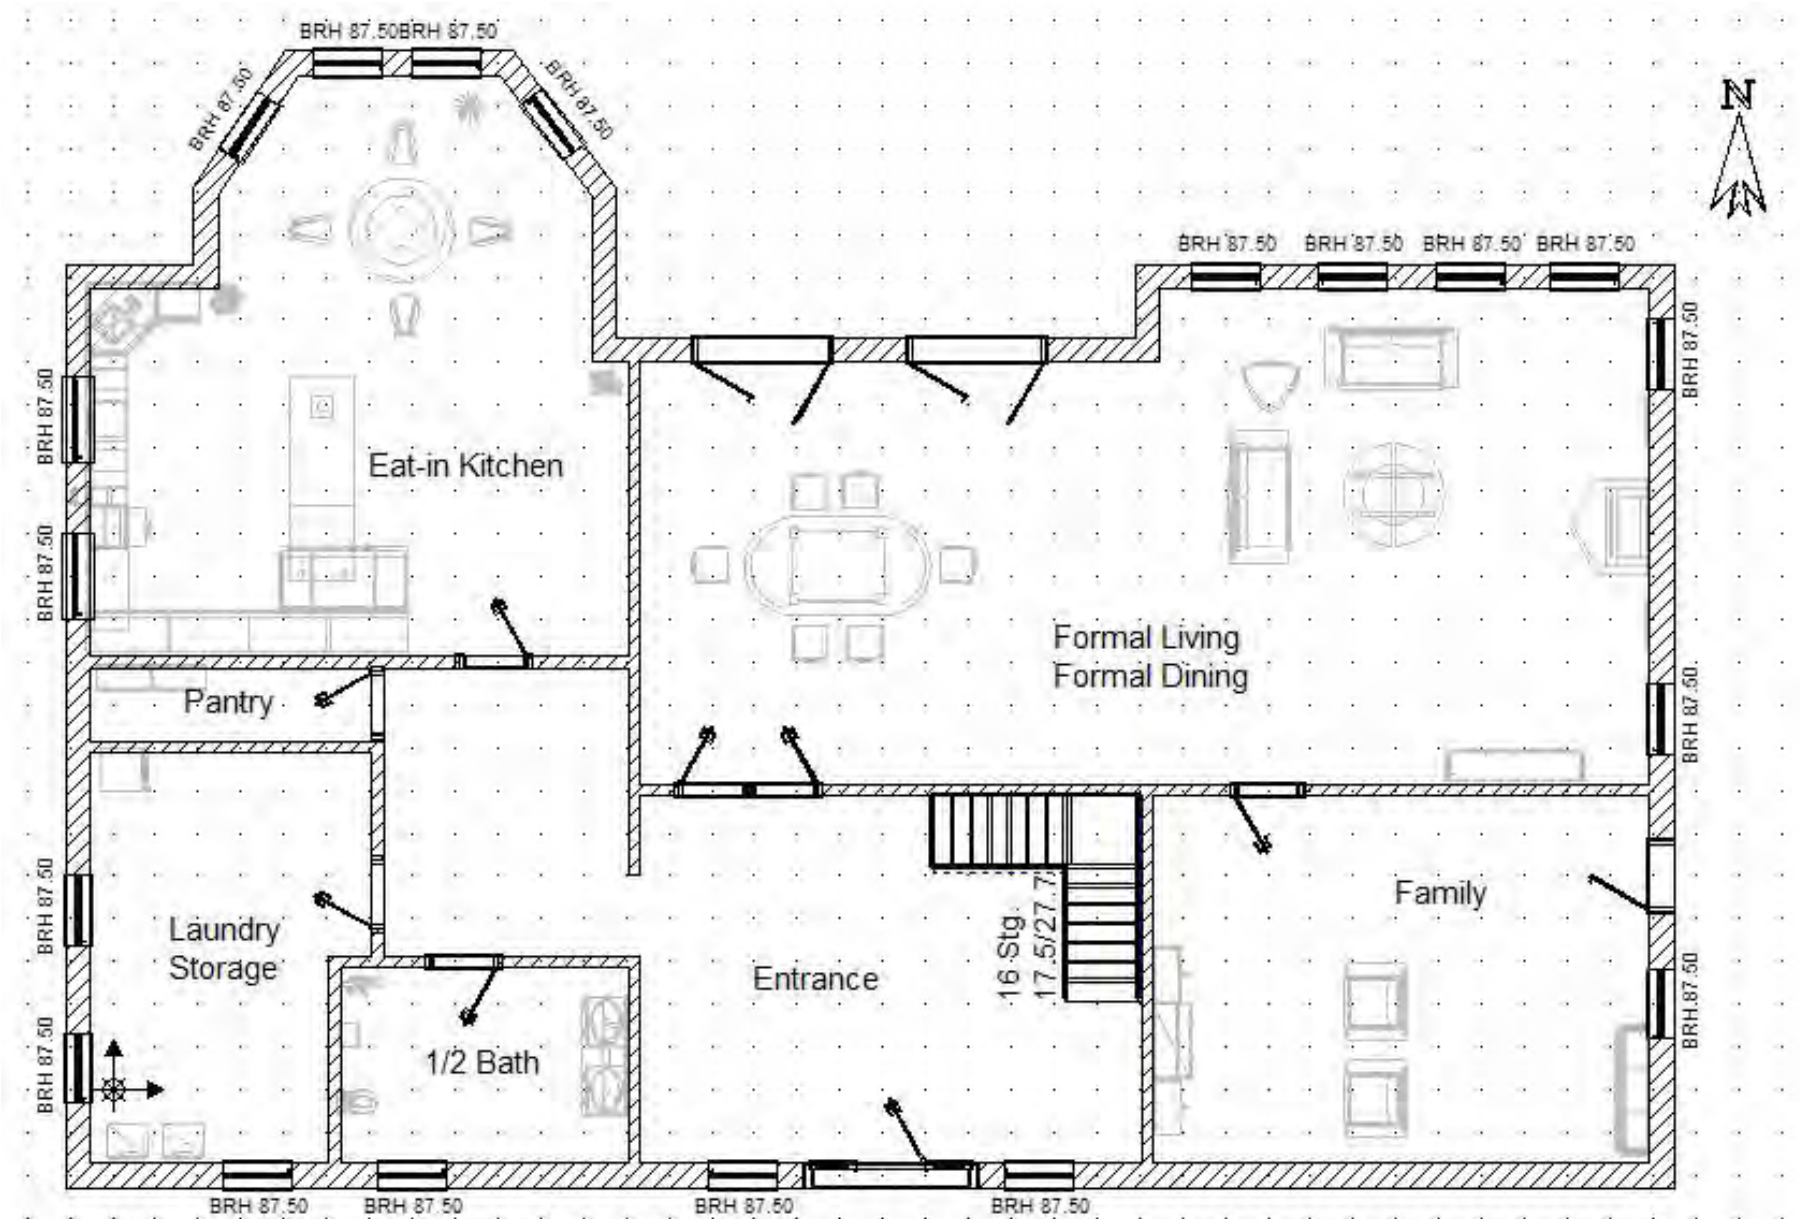 BRH 87.50BRH 87.50
BRH 87.50
BRH 87.50
N
BRH 87.50
BRH 87.50
BRH 87.50
BRH 87.50
BRH 87.50
BRH 87.50
Eat-in Kitchen
BRH 87.50
Formal Living
Formal Dining
Pantry
BRH 87.50
BRH 87.50
Family
16 Stg.
17.5/27.7
Laundry
Storage
Entrance
BRH 87.50
1/2 Bath
BRH 87.50
BRH 87.50
BRH 87.50
BRH 87.50
BRH 87.50